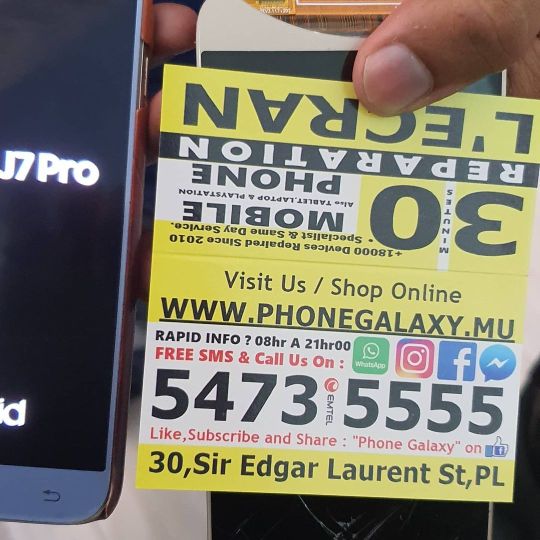 J7 Pro
id
L'ECRAN
REPARATION
30
MINUTES
MOBILE
PHONE
Also TABLET,LAPTOP & PLAYSTATION
+18000 Devices Repaired Since 2010
• Specialist & Same Day Service.
Visit Us / Shop Online
WWW.PHONEGALAXY.MU
RAPID INFO ? 08hr A 21hr00
FREE SMS & Call Us On :
WhatsApp
5473 5555
EMTEL
Like,Subscribe and Share : "Phone Galaxy" on
30,Sir Edgar Laurent St,PL